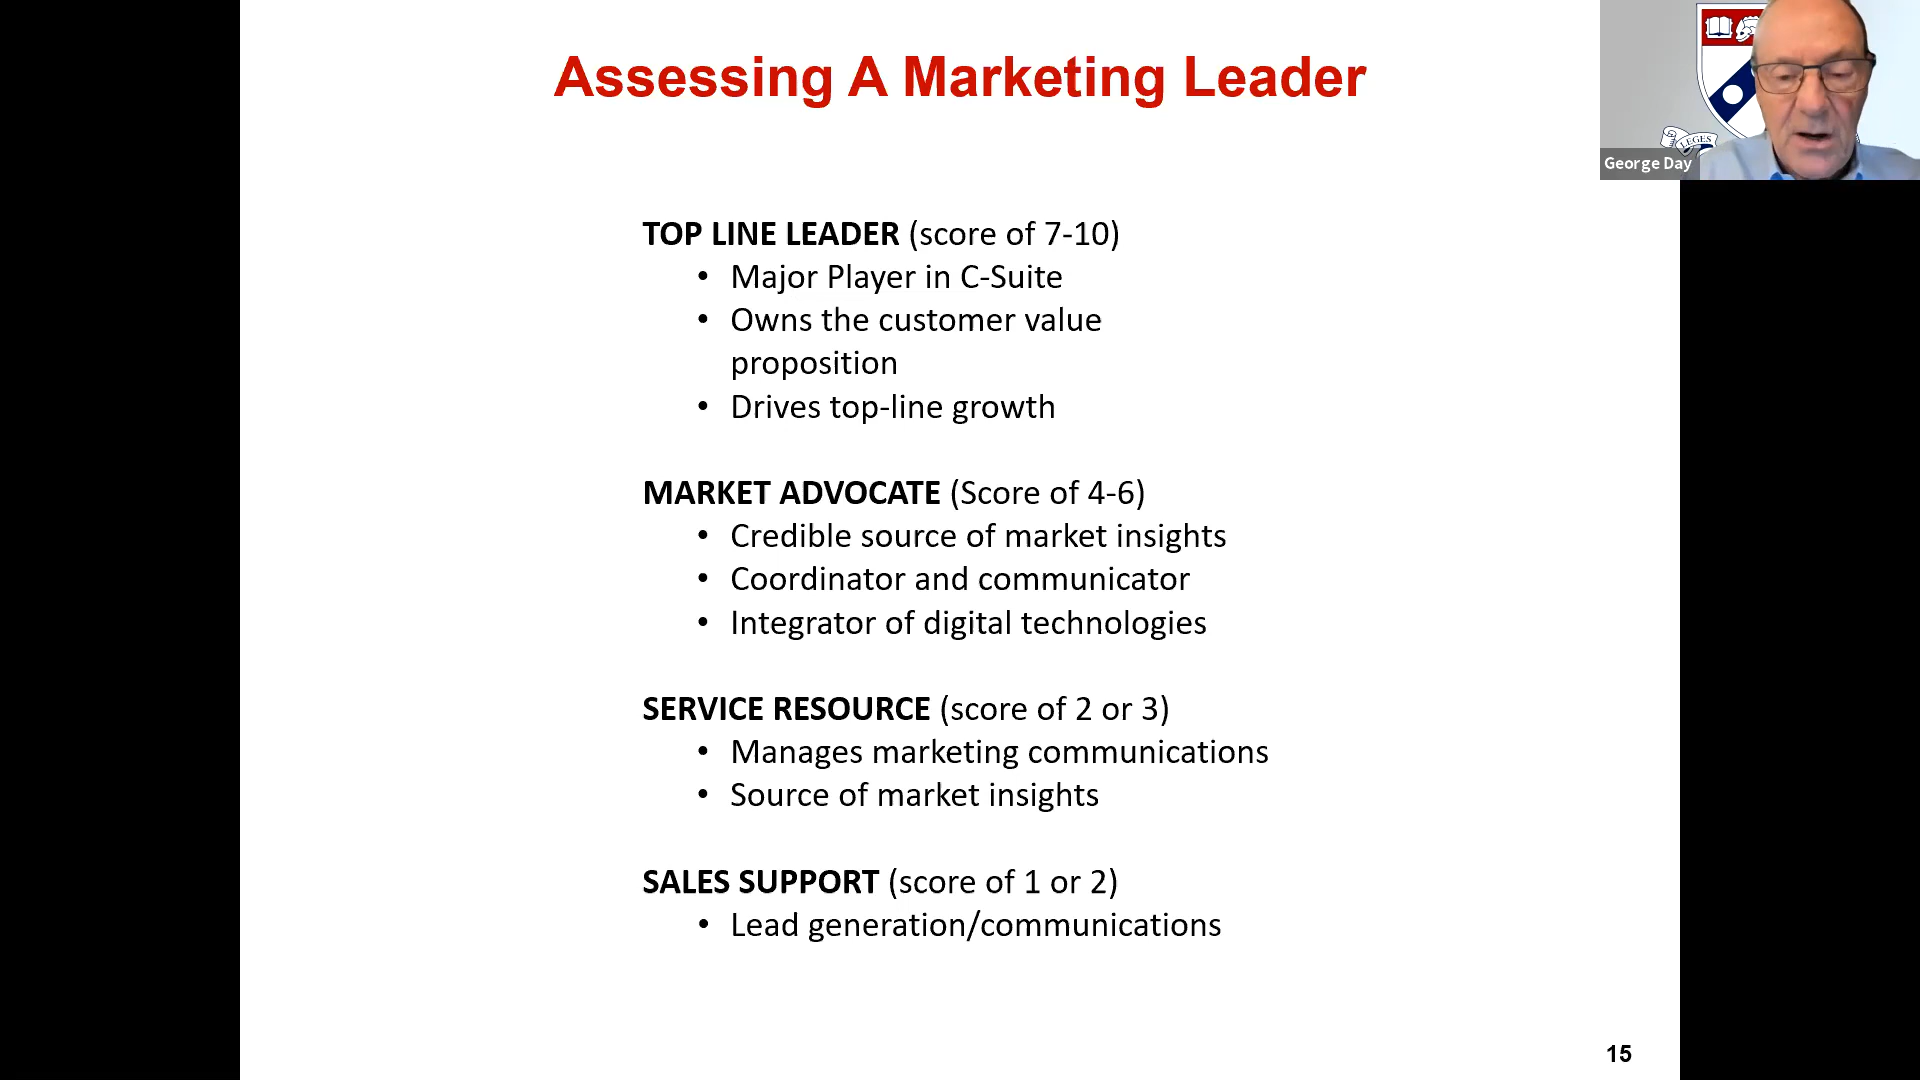 Assessing A Marketing Leader
LEGES
George Day
TOP LINE LEADER (score of 7-10)
• Major Player in C-Suite
• Owns the customer value
proposition
• Drives top-line growth
MARKET ADVOCATE (Score of 4-6)
• Credible source of market insights
• Coordinator and communicator
• Integrator of digital technologies
SERVICE RESOURCE (score of 2 or 3)
• Manages marketing communications
• Source of market insights
SALES SUPPORT (score of 1 or 2)
• Lead generation/communications
15